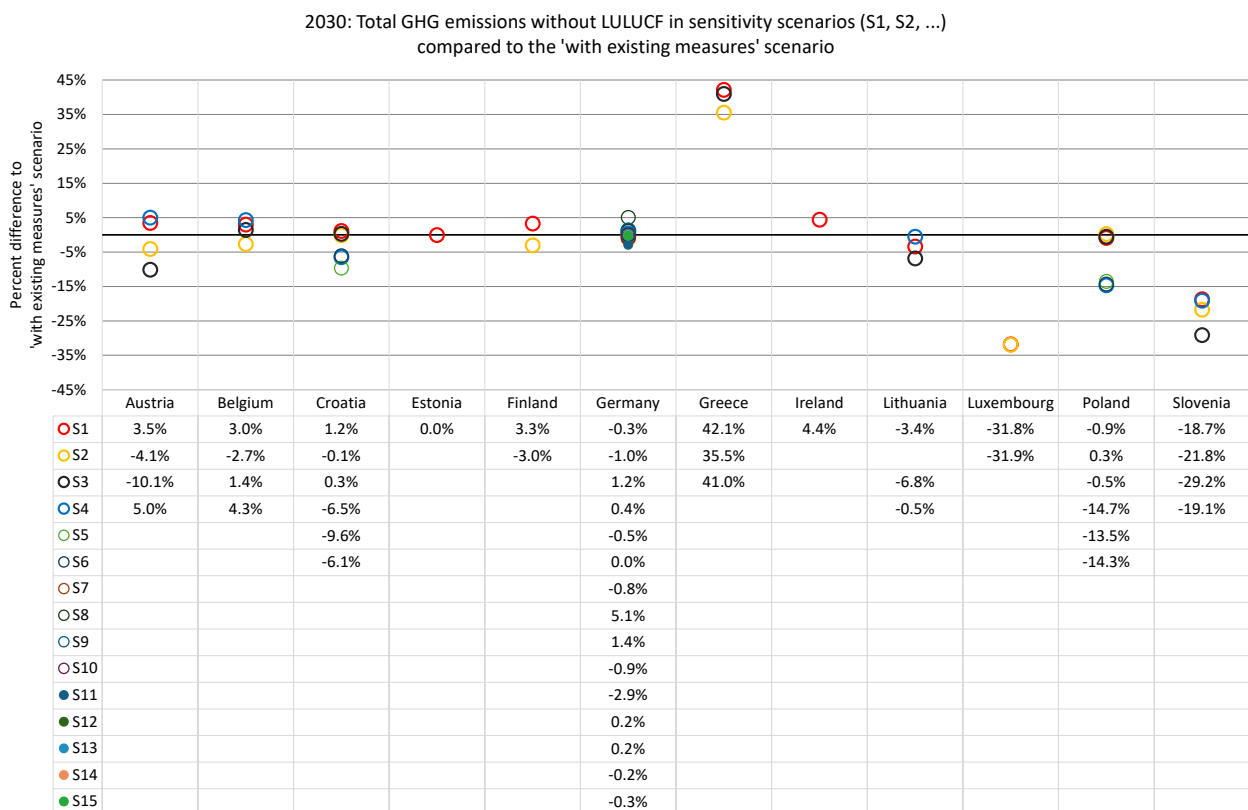 2030: Total GHG emissions without LULUCF in sensitivity scenarios (S1, S2, ...)
compared to the 'with existing measures' scenario
Percent difference to
'with existing measures' scenario
45%
35%
25%
15%
5%
-5%
-15%
-25%
-35%
-45%
Austria Belgium Croatia Estonia Finland Germany Greece Ireland Lithuania Luxembourg Poland Slovenia
S1 3.5% 3.0% 1.2% 0.0% 3.3% -0.3% 42.1% 4.4% -3.4% -31.8% -0.9% -18.7%
S2 -4.1% -2.7% -0.1% -3.0% -1.0% 35.5% -31.9% 0.3% -21.8%
S3 -10.1% 1.4% 0.3% 1.2% 41.0% -6.8% -0.5% -29.2%
S4 5.0% 4.3% -6.5% 0.4% -0.5% -14.7% -19.1%
S5 -9.6% -0.5% -13.5%
S6 -6.1% 0.0% -14.3%
S7 -0.8%
S8 5.1%
S9 1.4%
S10 -0.9%
S11 -2.9%
S12 0.2%
S13 0.2%
S14 -0.2%
S15 -0.3%